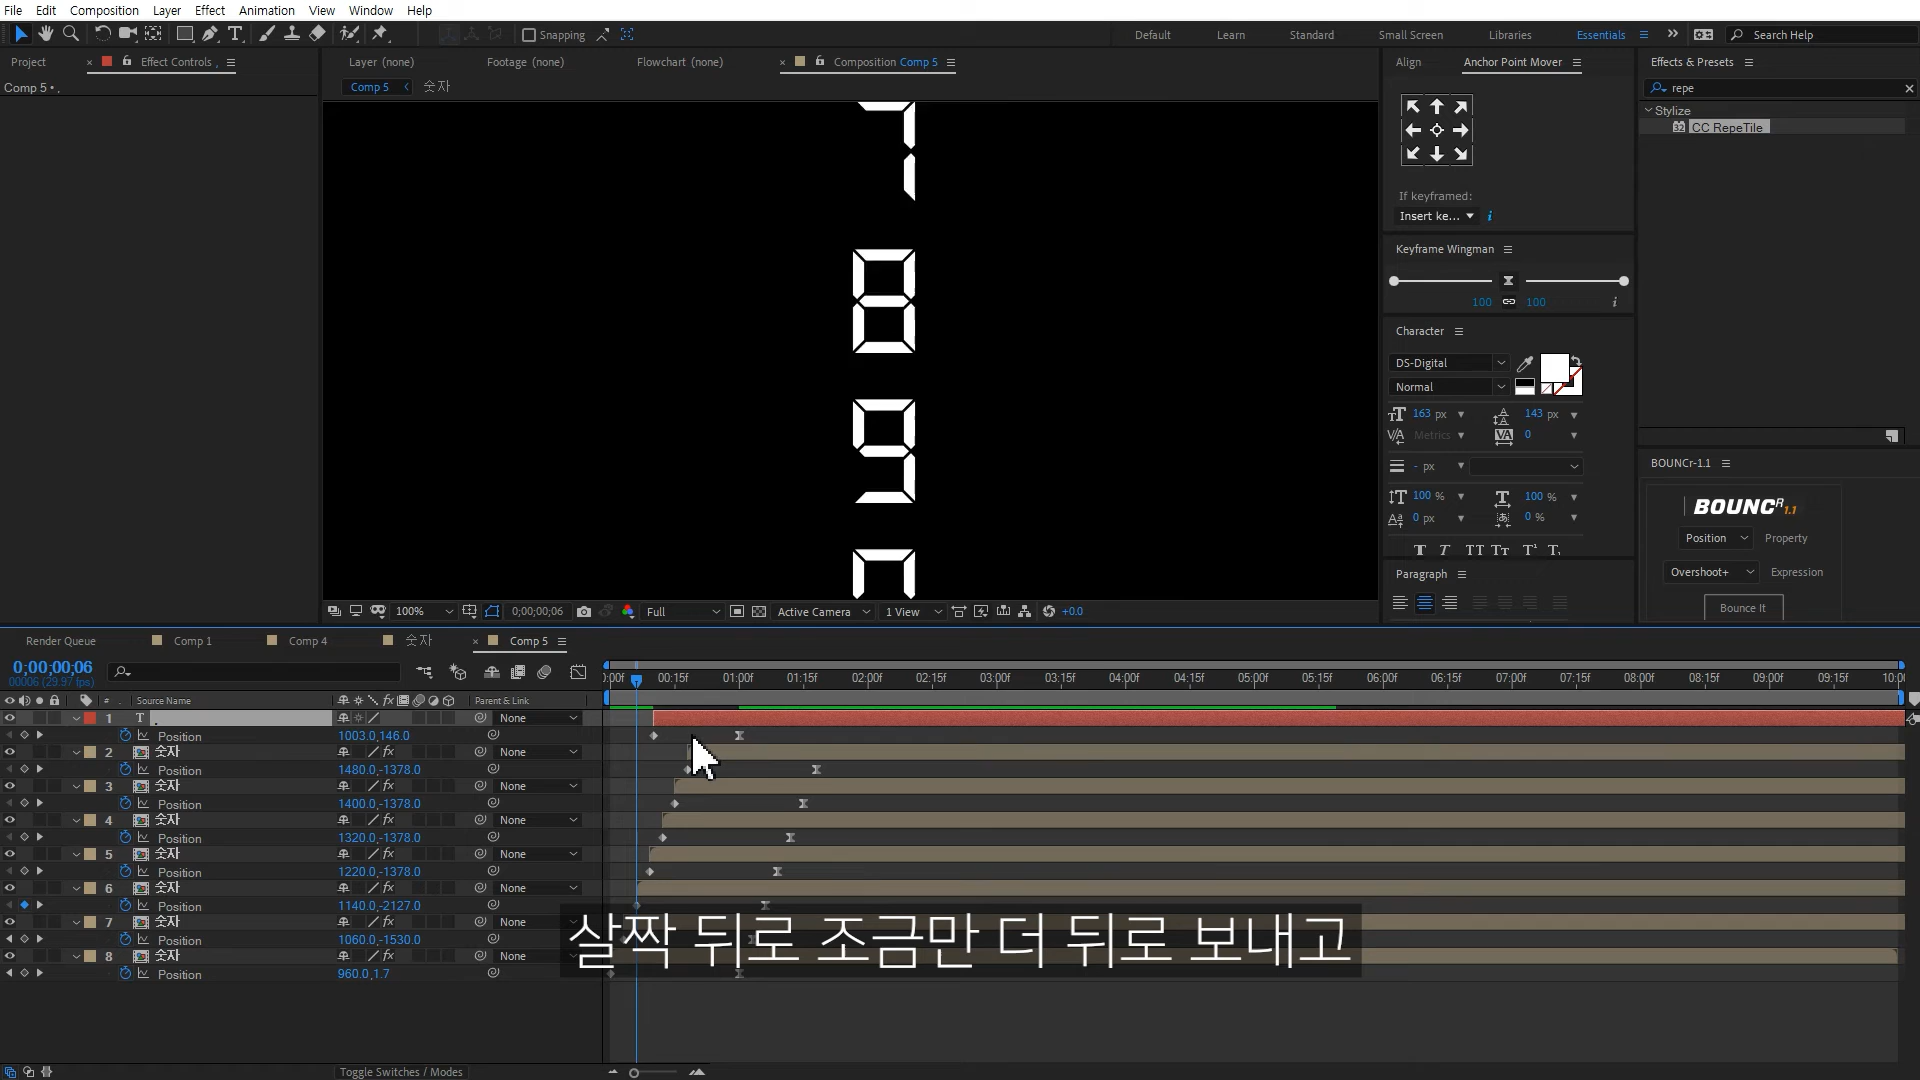 File Edit Composition Layer Effect Animation View Window Help
Snapping
Default Learn Standard Small Screen Libraries Essentials Search Help
Project Effect Controls .
Layer (none) Footage (none) Flowchart (none) Composition Comp 5
Align Anchor Point Mover
Effects & Presets
Comp 5 • .
Comp 5 숫자
repe
Stylize
CC RepeTile
If keyframed:
Insert ke...
Keyframe Wingman
100 100
Character
DS-Digital
Normal
163 px 143 px
Metrics 0
- px
100 % 100 %
0 px 0 %
Paragraph
BOUNCr-1.1
BOUNCR 1.1
Position Property
Overshoot+ Expression
Bounce It
7
8
9
100% 0;00;00;06 Full Active Camera 1 View +0.0
Render Queue Comp 1 Comp 4 숫자 Comp 5
0;00;00;06
00006 (29.97 fps)
:00f 00:15f 01:00f 01:15f 02:00f 02:15f 03:00f 03:15f 04:00f 04:15f 05:00f 05:15f 06:00f 06:15f 07:00f 07:15f 08:00f 08:15f 09:00f 09:15f 10:00
# Source Name Parent & Link
1 T . None
Position 1003.0,146.0
2 숫자 None
Position 1480.0,-1378.0
3 숫자 None
Position 1400.0,-1378.0
4 숫자 None
Position 1320.0,-1378.0
5 숫자 None
Position 1220.0,-1378.0
6 숫자 None
Position 1140.0,-2127.0
7 숫자 None
Position 1060.0,-1530.0
8 숫자 None
Position 960.0,1.7
살짝 뒤로 조금만 더 뒤로 보내고
Toggle Switches / Modes